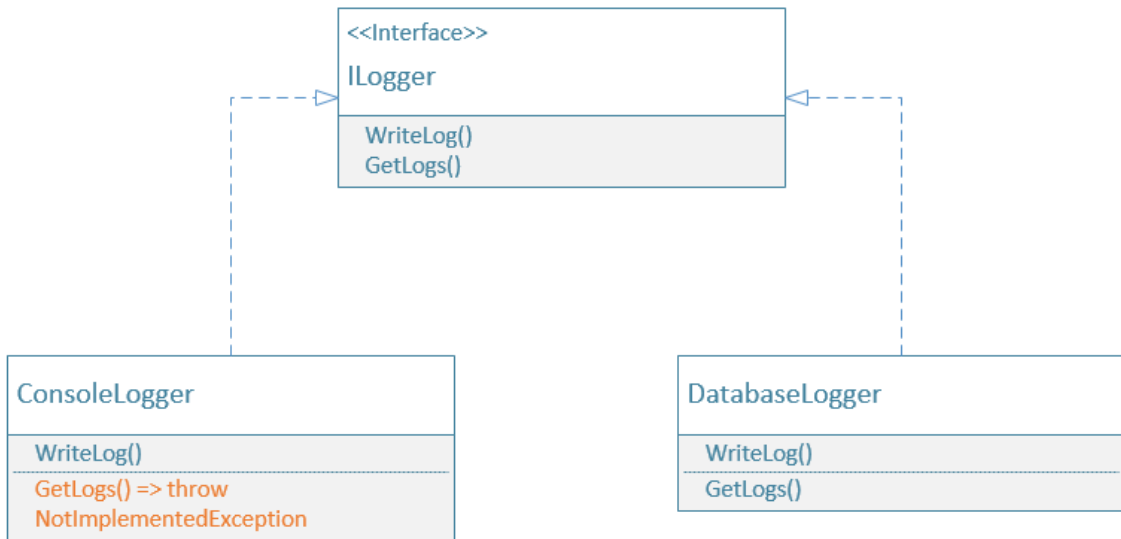 <<Interface>>
ILogger
WriteLog()
GetLogs()
ConsoleLogger
WriteLog()
GetLogs() => throw
NotImplementedException
DatabaseLogger
WriteLog()
GetLogs()